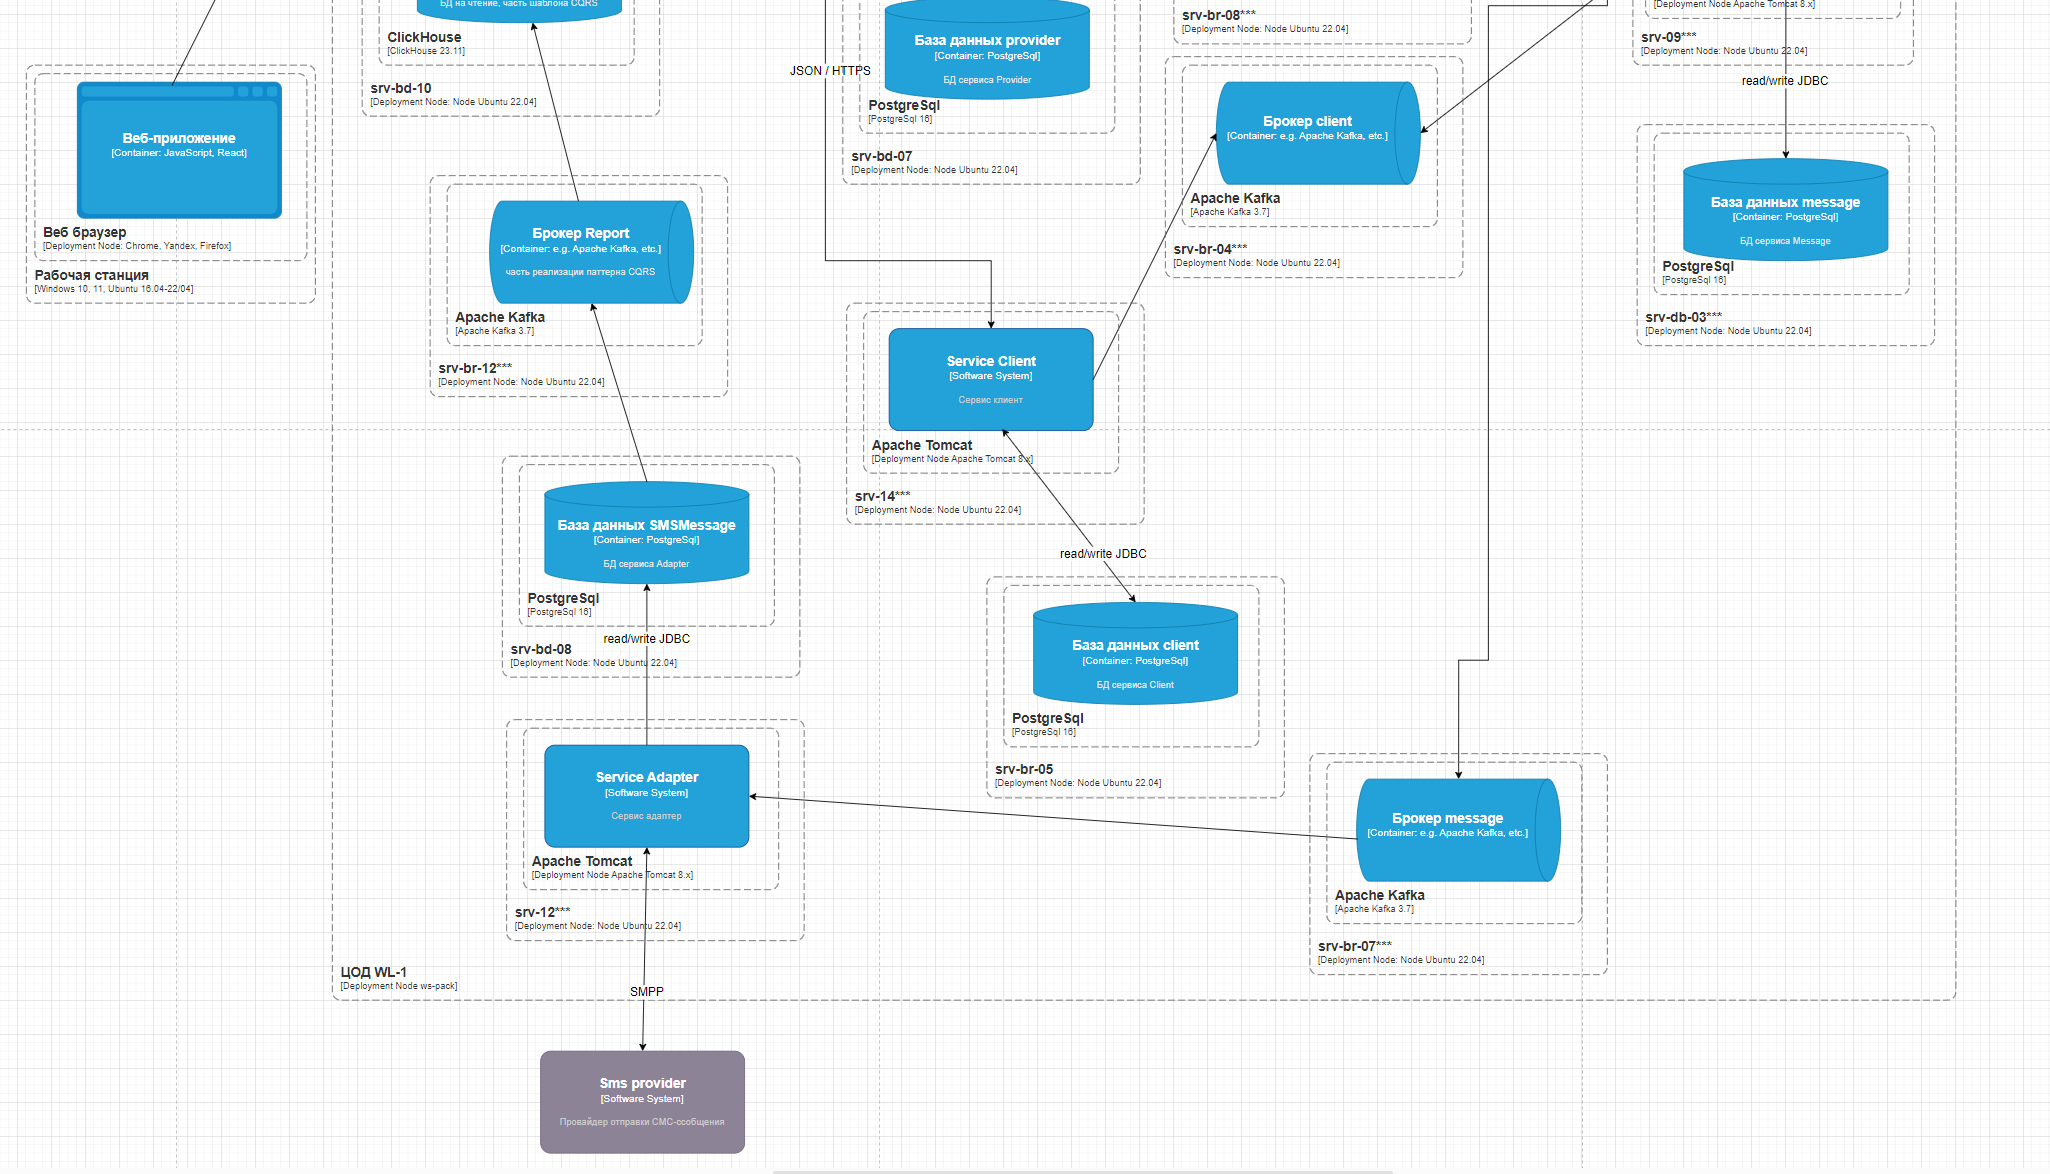 БД на чтение, часть шаблона CQRS
ClickHouse
[ClickHouse 23.11]
srv-bd-10
[Deployment Node: Node Ubuntu 22.04]
JSON / HTTPS
База данных provider
[Container: PostgreSql]
БД сервиса Provider
PostgreSql
[PostgreSql 16]
srv-bd-07
[Deployment Node: Node Ubuntu 22.04]
srv-br-08***
[Deployment Node: Node Ubuntu 22.04]
[Deployment Node Apache Tomcat 8.x]
srv-09***
[Deployment Node: Node Ubuntu 22.04]
read/write JDBC
Веб-приложение
[Container: JavaScript, React]
Веб браузер
[Deployment Node: Chrome, Yandex, Firefox]
Рабочая станция
[Windows 10, 11, Ubuntu 16.04-22/04]
Брокер client
[Container: e.g. Apache Kafka, etc.]
Apache Kafka
[Apache Kafka 3.7]
srv-br-04***
[Deployment Node: Node Ubuntu 22.04]
База данных message
[Container: PostgreSql]
БД сервиса Message
PostgreSql
[PostgreSql 16]
srv-db-03***
[Deployment Node: Node Ubuntu 22.04]
Брокер Report
[Container: e.g. Apache Kafka, etc.]
часть реализации паттерна CQRS
Apache Kafka
[Apache Kafka 3.7]
srv-br-12***
[Deployment Node: Node Ubuntu 22.04]
Service Client
[Software System]
Сервис клиент
Apache Tomcat
[Deployment Node Apache Tomcat 8.x]
srv-14***
[Deployment Node: Node Ubuntu 22.04]
База данных SMSMessage
[Container: PostgreSql]
БД сервиса Adapter
PostgreSql
[PostgreSql 16]
read/write JDBC
srv-bd-08
[Deployment Node: Node Ubuntu 22.04]
read/write JDBC
База данных client
[Container: PostgreSql]
БД сервиса Client
PostgreSql
[PostgreSql 16]
srv-br-05
[Deployment Node: Node Ubuntu 22.04]
Service Adapter
[Software System]
Сервис адаптер
Apache Tomcat
[Deployment Node Apache Tomcat 8.x]
srv-12***
[Deployment Node: Node Ubuntu 22.04]
Брокер message
[Container: e.g. Apache Kafka, etc.]
Apache Kafka
[Apache Kafka 3.7]
srv-br-07***
[Deployment Node: Node Ubuntu 22.04]
ЦОД WL-1
[Deployment Node ws-pack]
SMPP
Sms provider
[Software System]
Провайдер отправки СМС-ссобщения